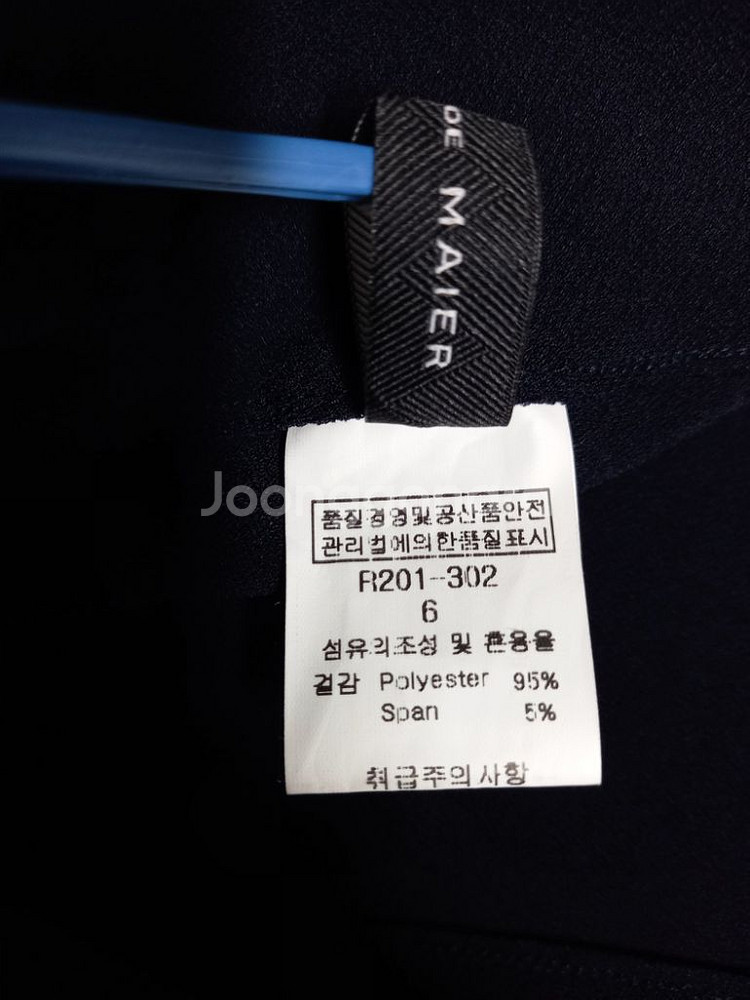 DE MAIER
품질경영및공산품안전
관리법에의한품질표시
R201-302
6
섬유의조성 및 혼용율
겉감 Polyester 95%
Span 5%
취급주의사항